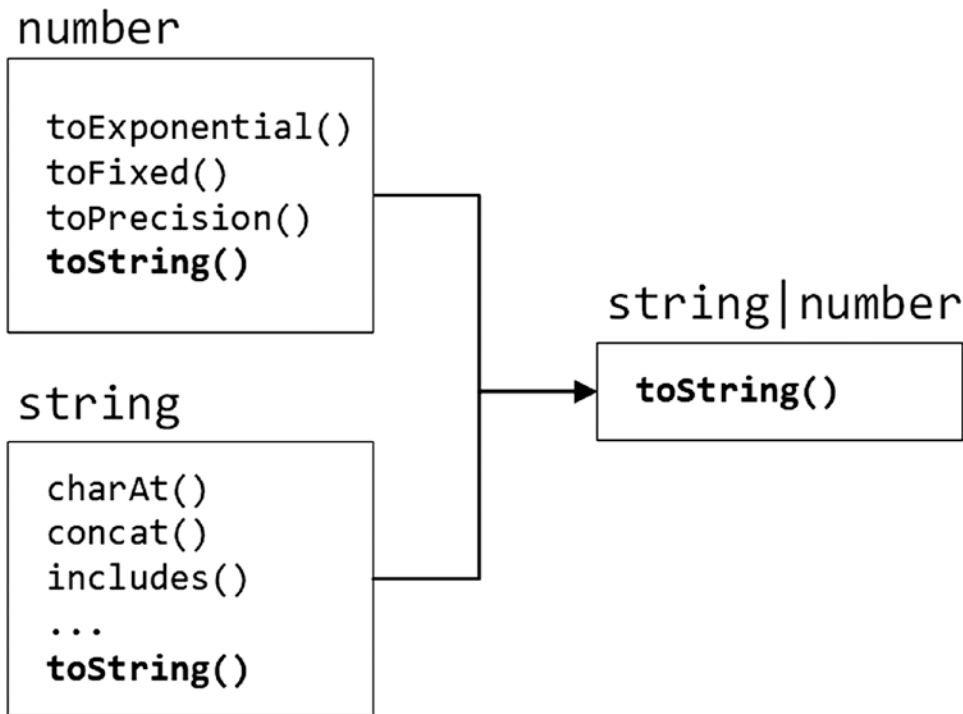 number
toExponential()
toFixed()
toPrecision()
toString()
string
charAt()
concat()
includes()
...
toString()
string|number
toString()